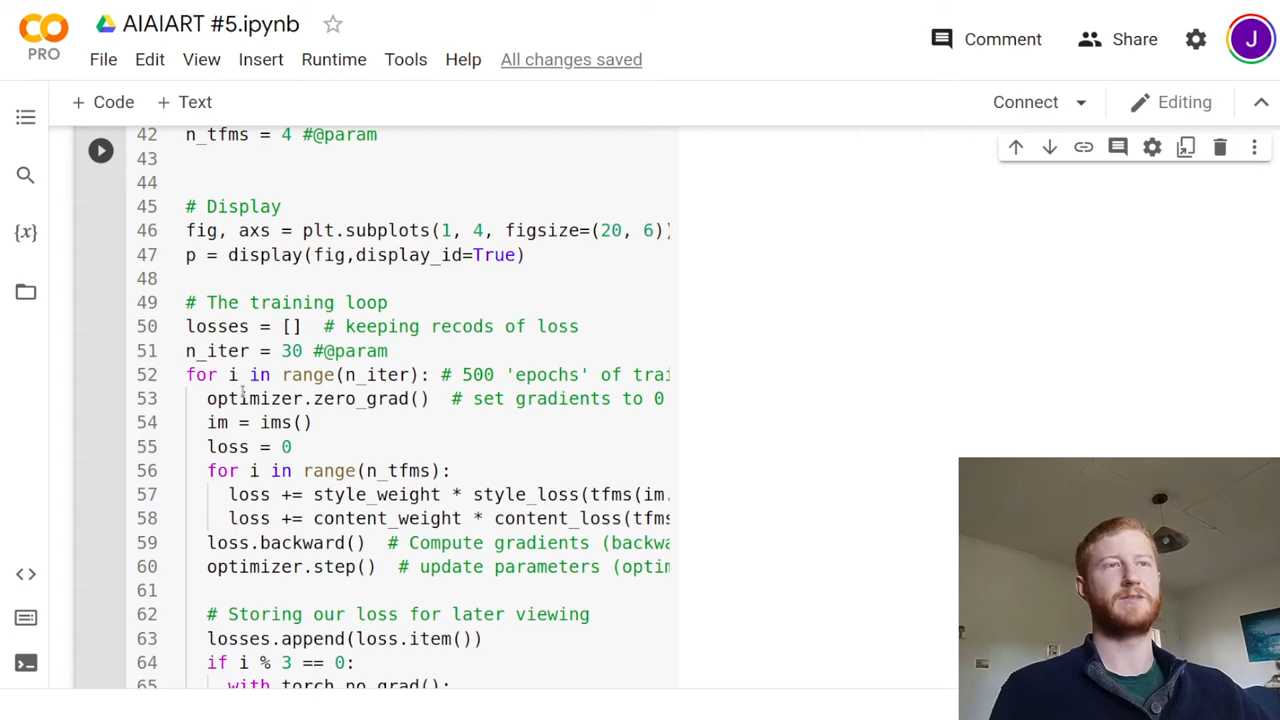 AIAIART #5.ipynb
PRO
File Edit View Insert Runtime Tools Help All changes saved
Comment Share J
+ Code + Text
Connect Editing
{x}
42 n_tfms = 4 #@param
43
44
45 # Display
46 fig, axs = plt.subplots(1, 4, figsize=(20, 6))
47 p = display(fig,display_id=True)
48
49 # The training loop
50 losses = [] # keeping recods of loss
51 n_iter = 30 #@param
52 for i in range(n_iter): # 500 'epochs' of trai
53 optimizer.zero_grad() # set gradients to 0
54 im = ims()
55 loss = 0
56 for i in range(n_tfms):
57 loss += style_weight * style_loss(tfms(im.
58 loss += content_weight * content_loss(tfms
59 loss.backward() # Compute gradients (backwa
60 optimizer.step() # update parameters (optim
61
62 # Storing our loss for later viewing
63 losses.append(loss.item())
64 if i % 3 == 0:
65 with torch.no_grad():